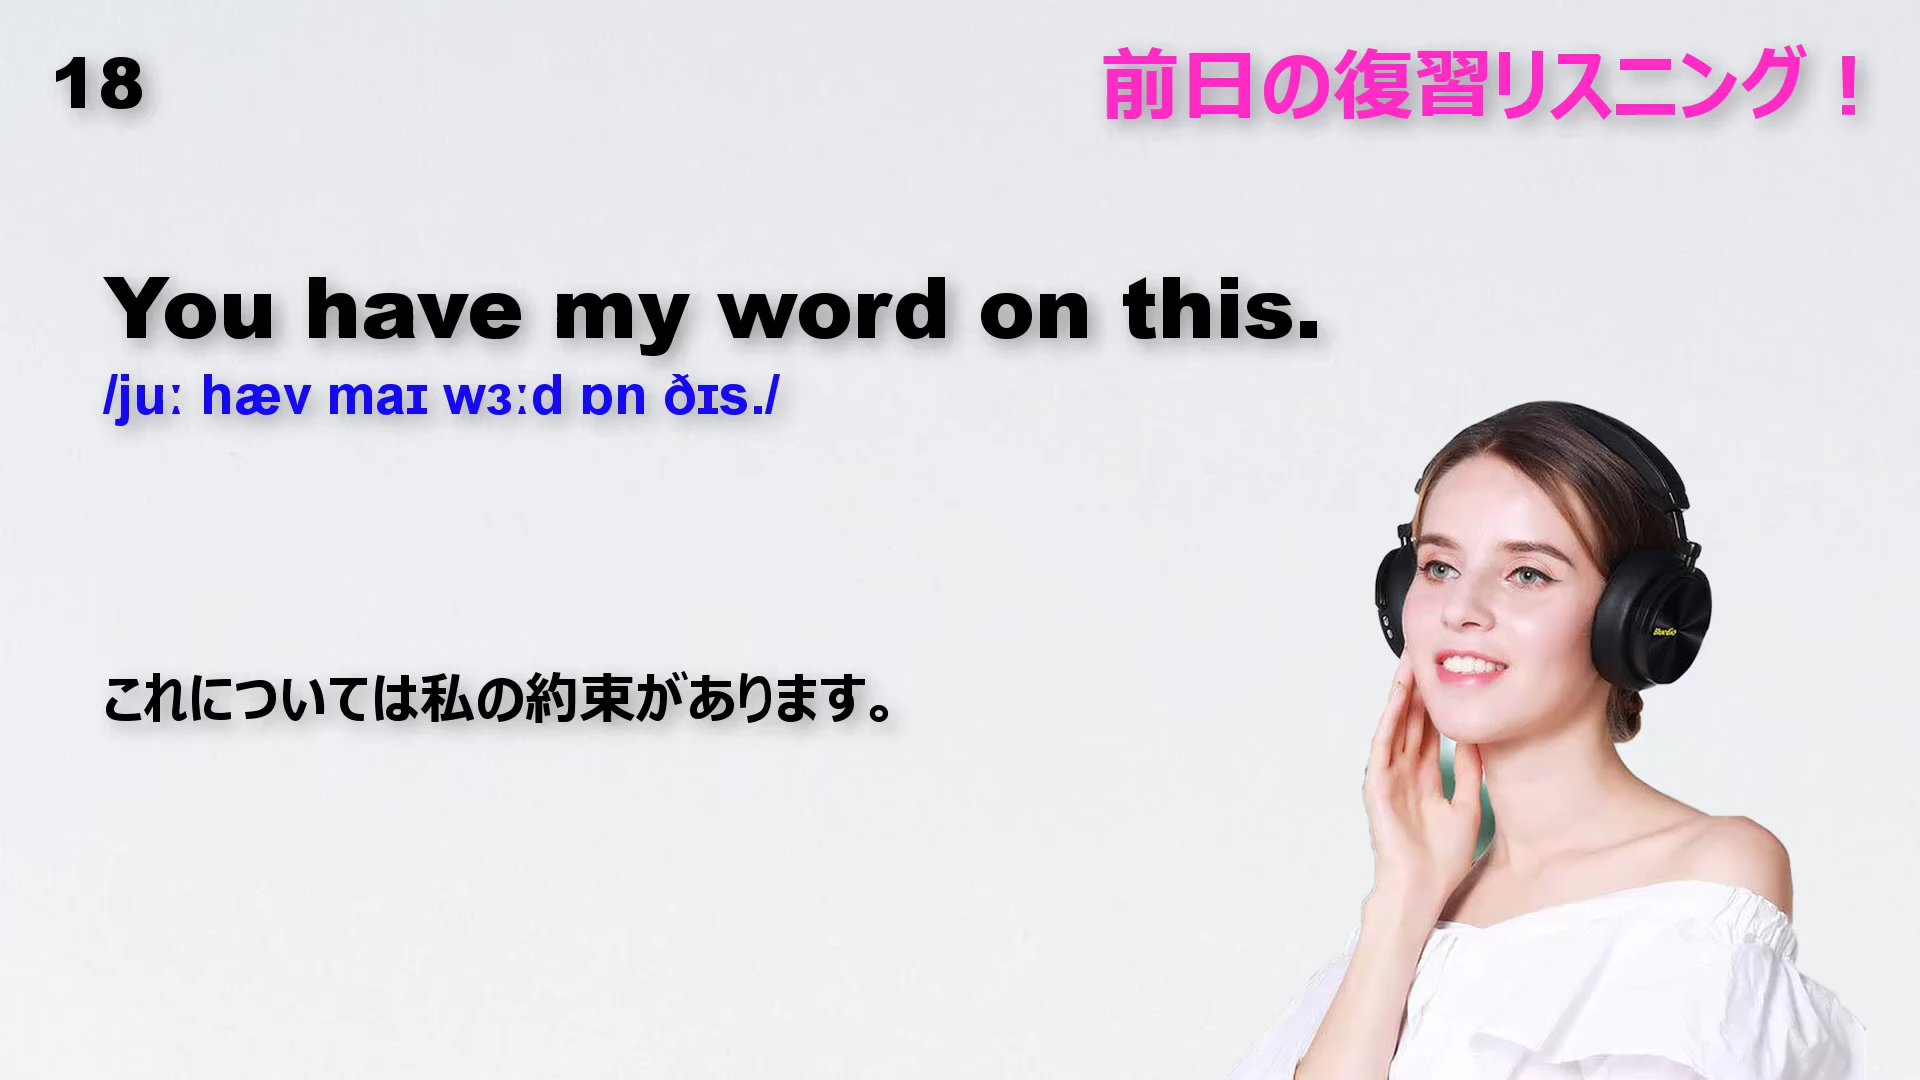 18
前日の復習リスニング！
You have my word on this.
/juː hæv maɪ wɜːd ɒn ðɪs./
これについては私の約束があります。